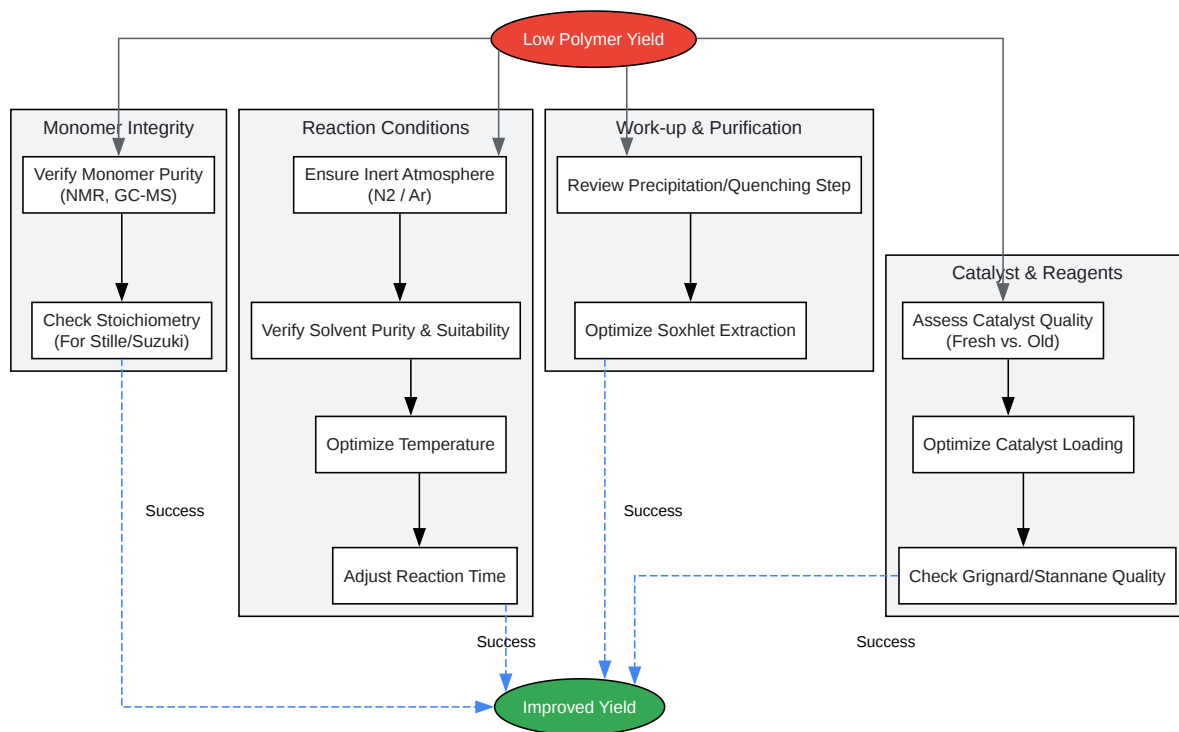 Low Polymer Yield
Monomer Integrity
Verify Monomer Purity
(NMR, GC-MS)
Check Stoichiometry
(For Stille/Suzuki)
Success
Reaction Conditions
Ensure Inert Atmosphere
(N2 / Ar)
Verify Solvent Purity & Suitability
Optimize Temperature
Adjust Reaction Time
Success
Work-up & Purification
Review Precipitation/Quenching Step
Optimize Soxhlet Extraction
Success
Catalyst & Reagents
Assess Catalyst Quality
(Fresh vs. Old)
Optimize Catalyst Loading
Check Grignard/Stannane Quality
Success
Improved Yield